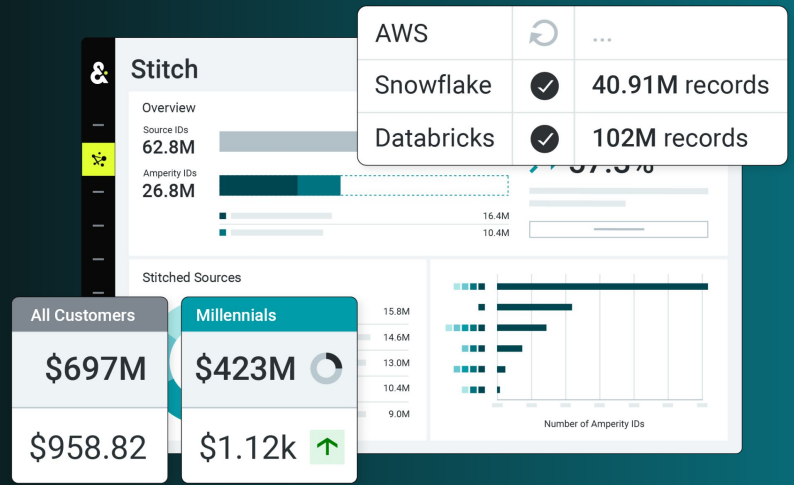 AWS ...
Snowflake 40.91M records
Databricks 102M records
&
Stitch
Overview
Source IDs
62.8M
Amperity IDs
26.8M
16.4M
10.4M
Stitched Sources
15.8M
14.6M
13.0M
10.4M
9.0M
Number of Amperity IDs
All Customers
$697M
$958.82
Millennials
$423M
$1.12k